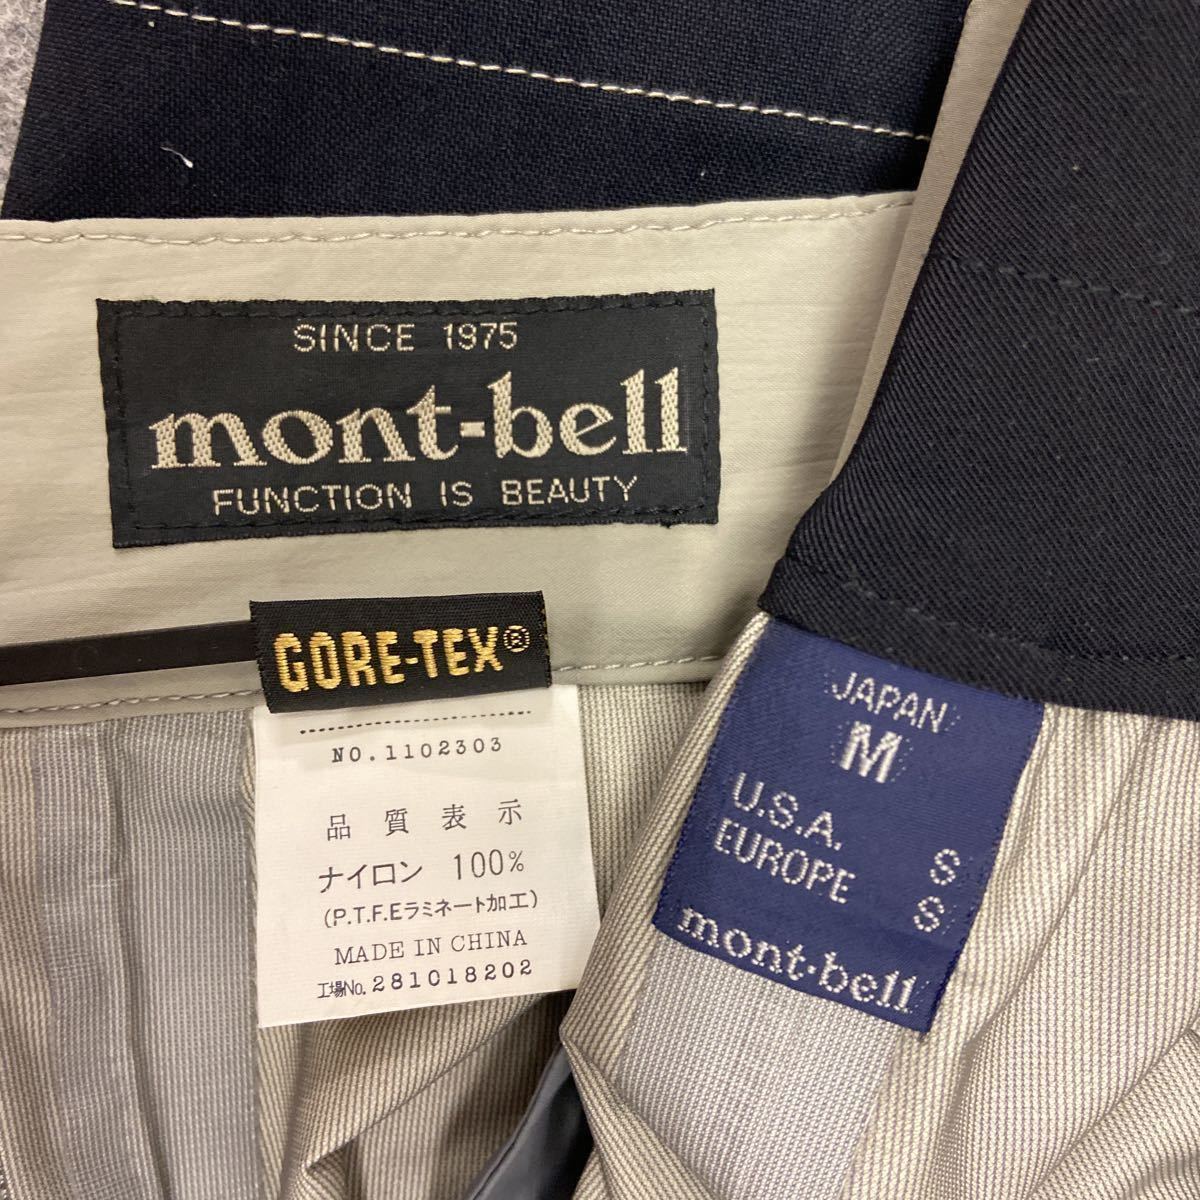 SINCE 1975
mont-bell
FUNCTION IS BEAUTY
GORE-TEX®
NO.1102303
品質表示
ナイロン 100%
(P.T.F.Eラミネート加工)
MADE IN CHINA
工場No.281018202
JAPAN
M
U.S.A. S
EUROPE S
mont·bell